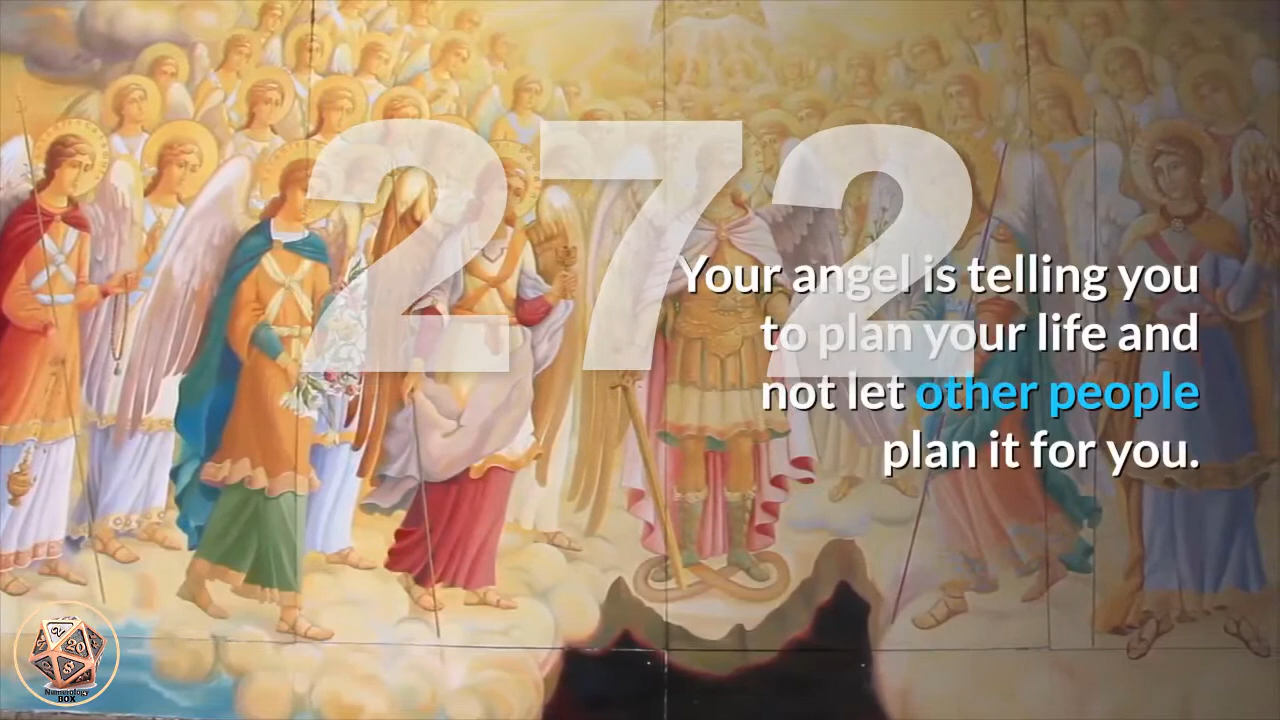 272
Your angel is telling you
to plan your life and
not let other people
plan it for you.
20
Numerology
BOX